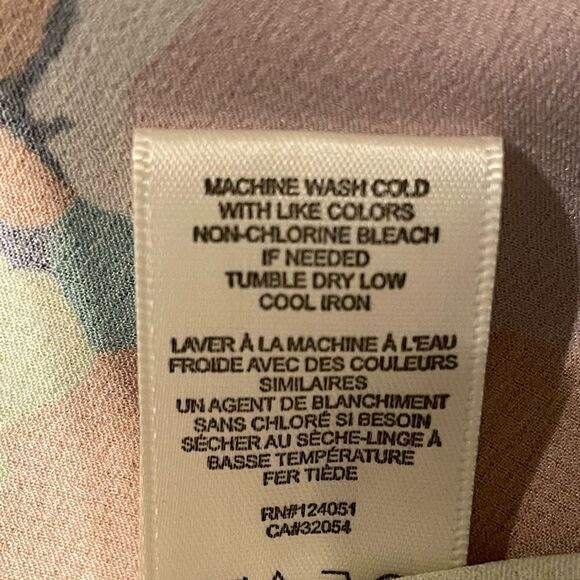 MACHINE WASH COLD
WITH LIKE COLORS
NON-CHLORINE BLEACH
IF NEEDED
TUMBLE DRY LOW
COOL IRON
LAVER À LA MACHINE À L'EAU
FROIDE AVEC DES COULEURS
SIMILAIRES
UN AGENT DE BLANCHIMENT
SANS CHLORÉ SI BESOIN
SÉCHER AU SÈCHE-LINGE À
BASSE TEMPÉRATURE
FER TIÈDE
RN#124051
CA#32054